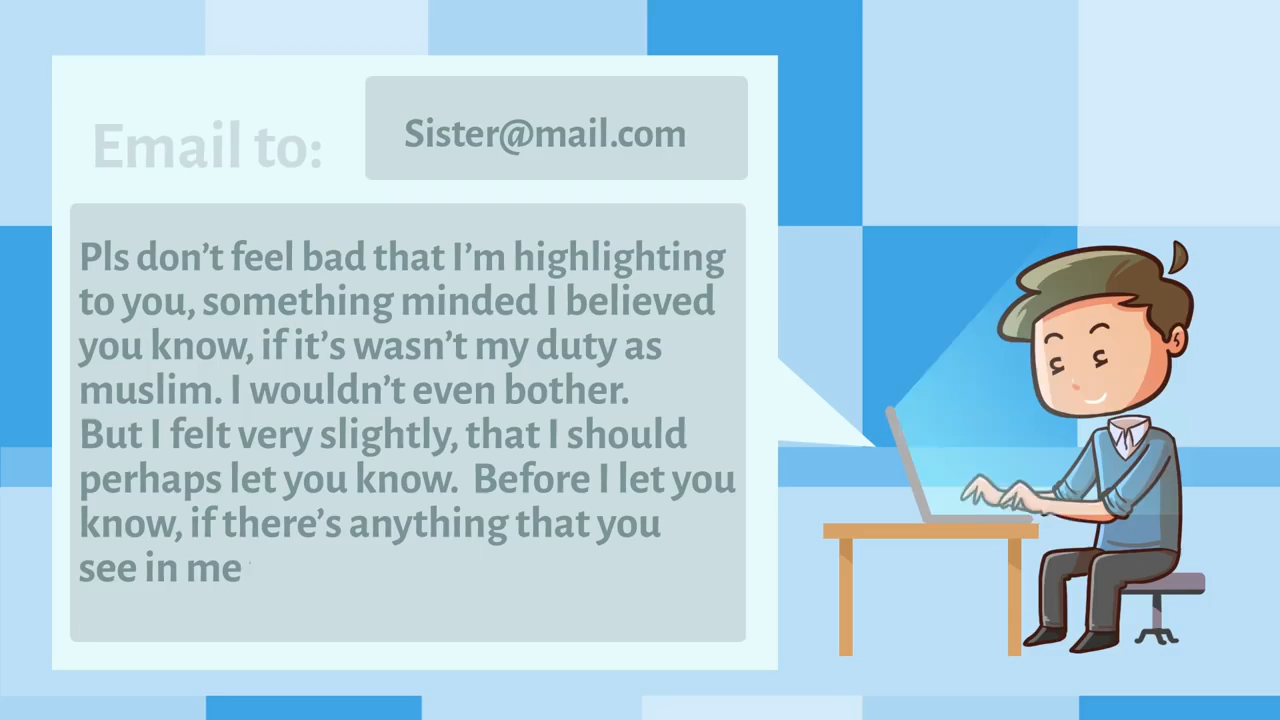 Email to:
Sister@mail.com
Pls don’t feel bad that I’m highlighting
to you, something minded I believed
you know, if it’s wasn’t my duty as
muslim. I wouldn’t even bother.
But I felt very slightly, that I should
perhaps let you know.  Before I let you
know, if there’s anything that you
see in me